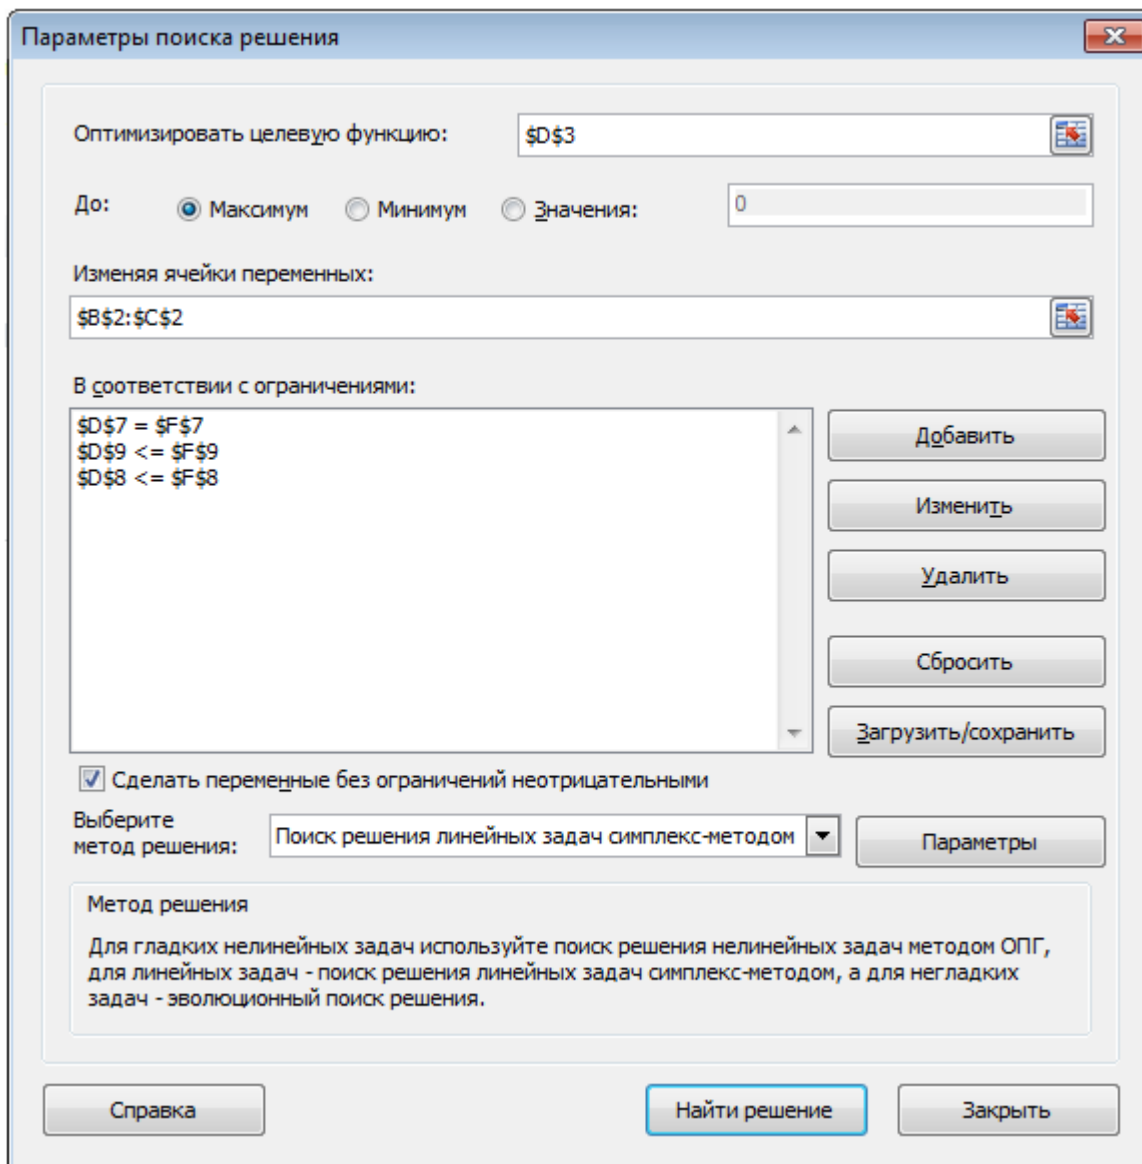 Параметры поиска решения
Оптимизировать целевую функцию: $D$3
До: Максимум Минимум Значения: 0
Изменяя ячейки переменных:
$B$2:$C$2
В соответствии с ограничениями:
$D$7 = $F$7
$D$9 <= $F$9
$D$8 <= $F$8
Добавить
Изменить
Удалить
Сбросить
Загрузить/сохранить
Сделать переменные без ограничений неотрицательными
Выберите
метод решения: Поиск решения линейных задач симплекс-методом Параметры
Метод решения
Для гладких нелинейных задач используйте поиск решения нелинейных задач методом ОПГ,
для линейных задач - поиск решения линейных задач симплекс-методом, а для негладких
задач - эволюционный поиск решения.
Справка Найти решение Закрыть